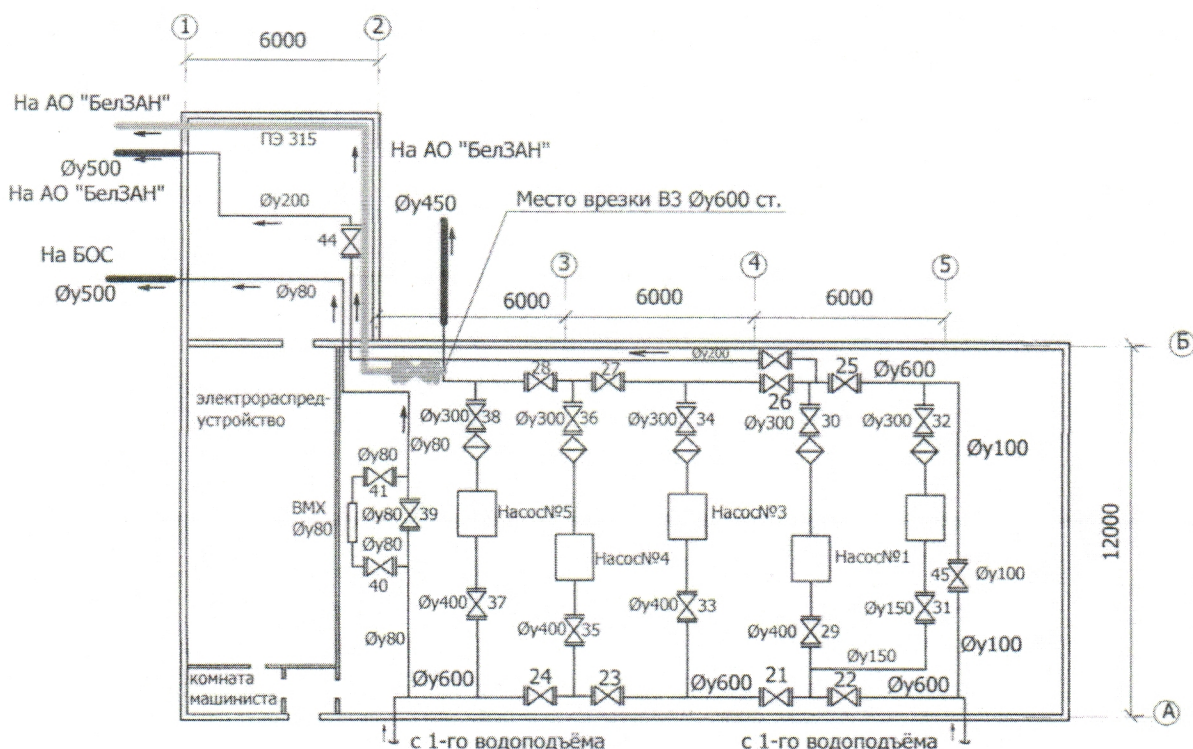 1
2
6000
На АО "БелЗАН"
ПЭ 315
На АО "БелЗАН"
Øу500
На АО "БелЗАН"
Øу200
Øу450
Место врезки В3 Øу600 ст.
44
На БОС
Øу500
Øу80
3
4
5
6000
6000
6000
Б
Øу200
28
27
26
25
Øу600
электрораспред-
устройство
Øу300
38
Øу300
36
Øу300
34
Øу300
30
Øу300
32
Øу80
Øу100
Øу80
41
ВМХ
Øу80
Øу80
39
Øу80
40
Насос№5
Насос№4
Насос№3
Насос№1
12000
45
Øу100
Øу400
37
Øу400
35
Øу400
33
Øу400
29
Øу150
31
Øу80
Øу150
Øу100
комната
машиниста
Øу600
24
23
Øу600
21
22
Øу600
А
с 1-го водоподъёма
с 1-го водоподъёма